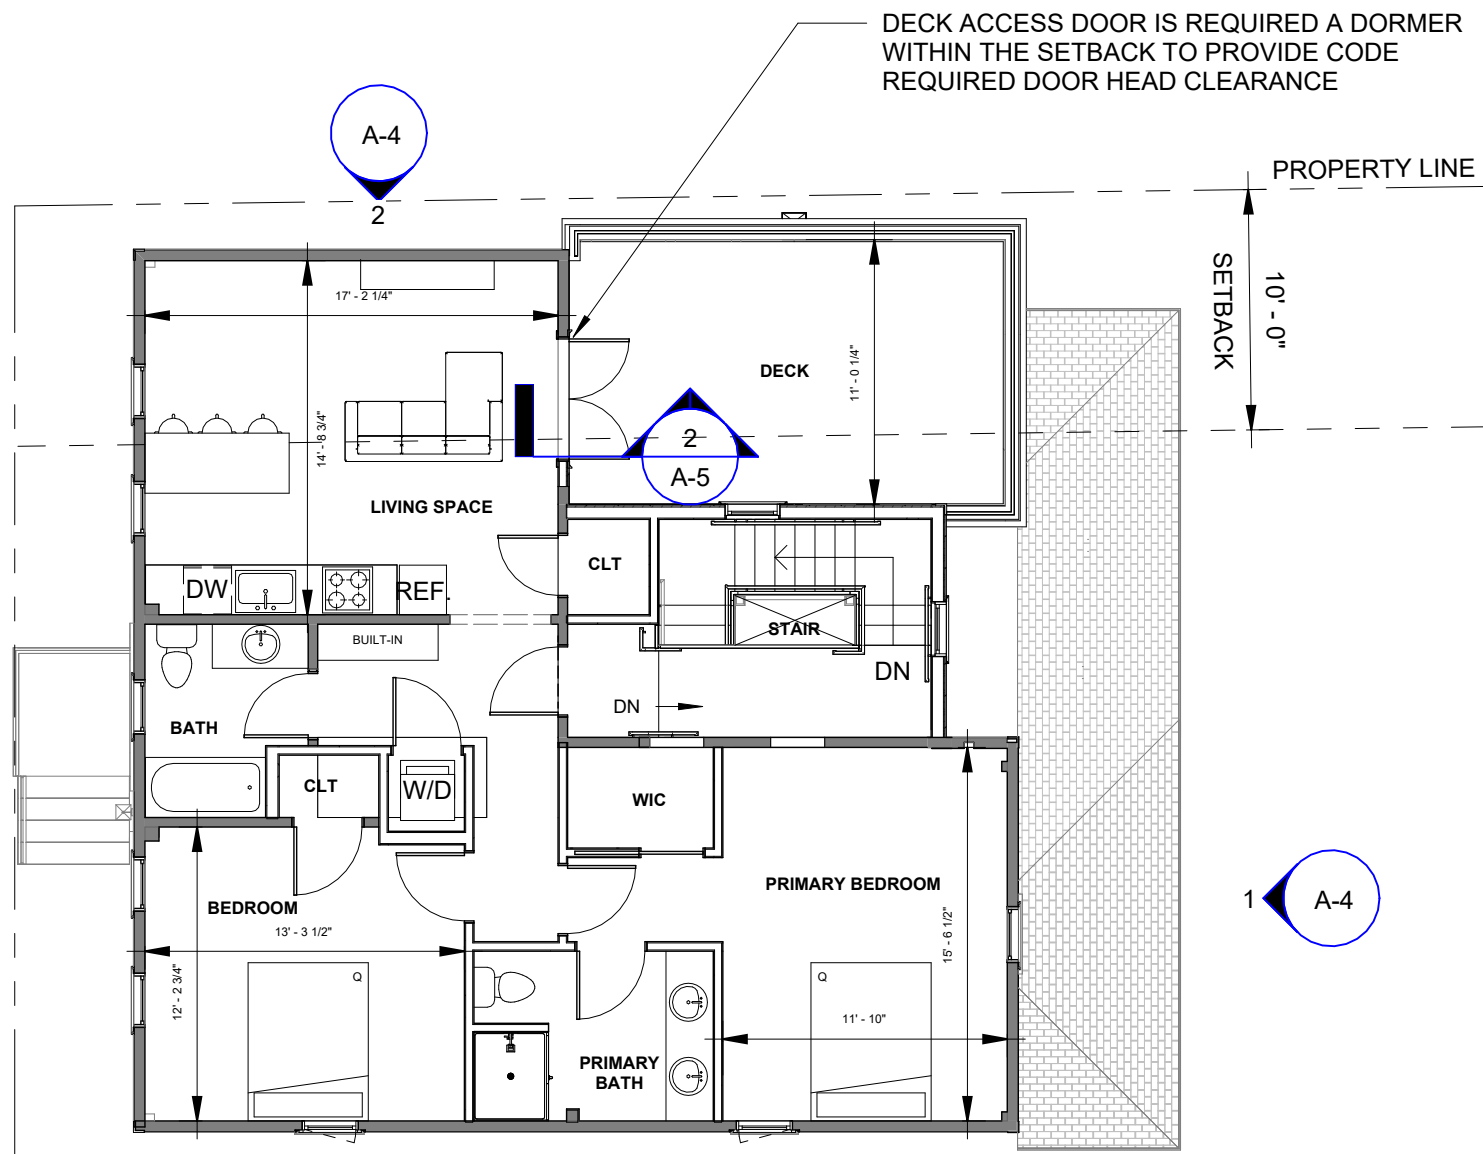 DECK ACCESS DOOR IS REQUIRED A DORMER
WITHIN THE SETBACK TO PROVIDE CODE
REQUIRED DOOR HEAD CLEARANCE
A-4
2
PROPERTY LINE
10' - 0"
SETBACK
17' - 2 1/4"
14' - 8 3/4"
DECK
11' - 0 1/4"
2
A-5
LIVING SPACE
CLT
DW
REF.
STAIR
BUILT-IN
DN
DN
BATH
CLT
W/D
WIC
PRIMARY BEDROOM
BEDROOM
13' - 3 1/2"
12' - 2 3/4"
15' - 6 1/2"
1
A-4
Q
Q
11' - 10"
PRIMARY
BATH